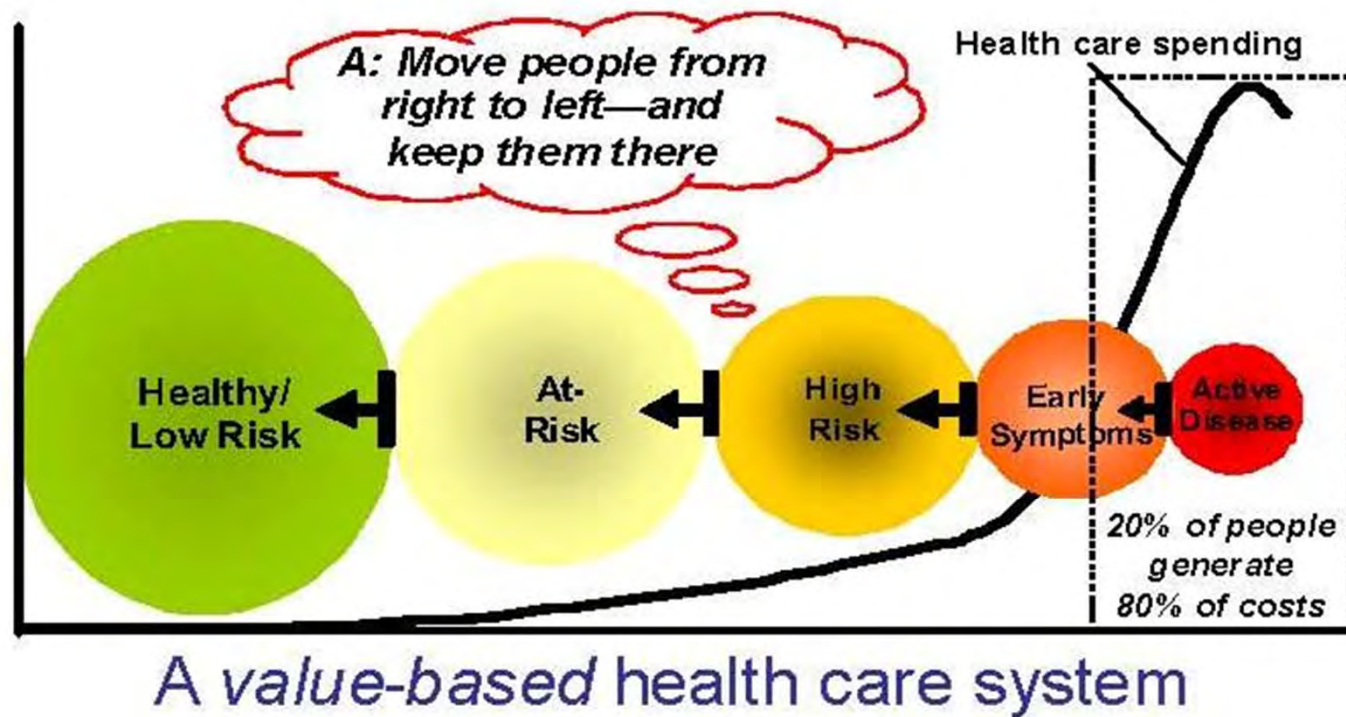 A: Move people from
right to left—and
keep them there
Health care spending
Healthy/
Low Risk
At-
Risk
High
Risk
Early
Symptoms
Active
Disease
20% of people
generate
80% of costs
A value-based health care system